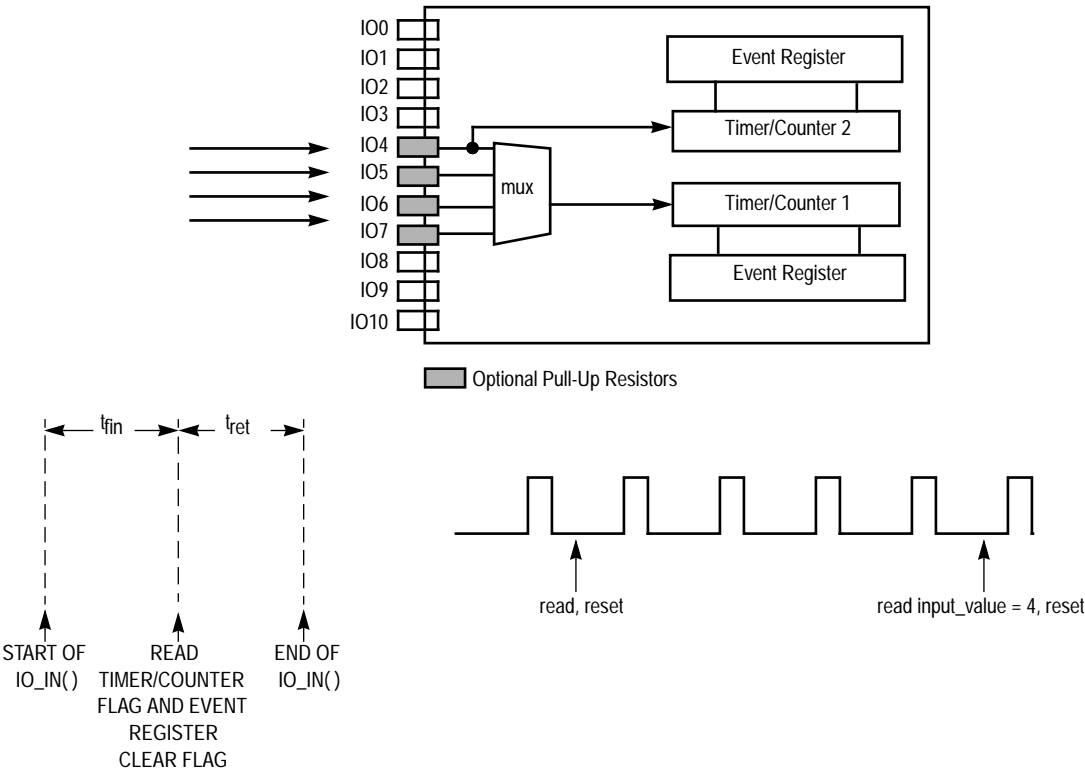 IO0
IO1
IO2
IO3
IO4
IO5
IO6
IO7
IO8
IO9
IO10
mux
Event Register
Timer/Counter 2
Timer/Counter 1
Event Register
Optional Pull-Up Resistors
tfin
tret
START OF
IO_IN( )
READ
TIMER/COUNTER
FLAG AND EVENT
REGISTER
CLEAR FLAG
END OF
IO_IN( )
read, reset
read input_value = 4, reset